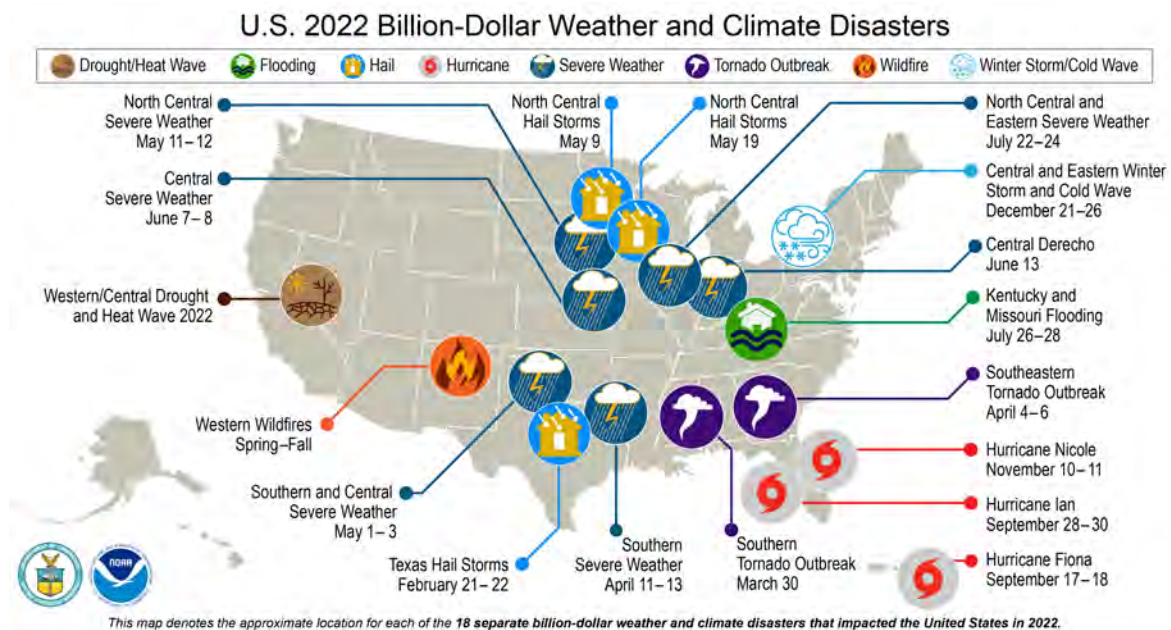 U.S. 2022 Billion-Dollar Weather and Climate Disasters
Drought/Heat Wave
Flooding
Hail
Hurricane
Severe Weather
Tornado Outbreak
Wildfire
Winter Storm/Cold Wave
North Central
Severe Weather
May 11–12
North Central
Hail Storms
May 9
North Central
Hail Storms
May 19
North Central and
Eastern Severe Weather
July 22–24
Central
Severe Weather
June 7–8
Central and Eastern Winter
Storm and Cold Wave
December 21–26
Central Derecho
June 13
Western/Central Drought
and Heat Wave 2022
Kentucky and
Missouri Flooding
July 26–28
Southeastern
Tornado Outbreak
April 4–6
Western Wildfires
Spring–Fall
Hurricane Nicole
November 10–11
Southern and Central
Severe Weather
May 1–3
Hurricane Ian
September 28–30
Texas Hail Storms
February 21–22
Southern
Severe Weather
April 11–13
Southern
Tornado Outbreak
March 30
Hurricane Fiona
September 17–18
NOAA
This map denotes the approximate location for each of the 18 separate billion-dollar weather and climate disasters that impacted the United States in 2022.